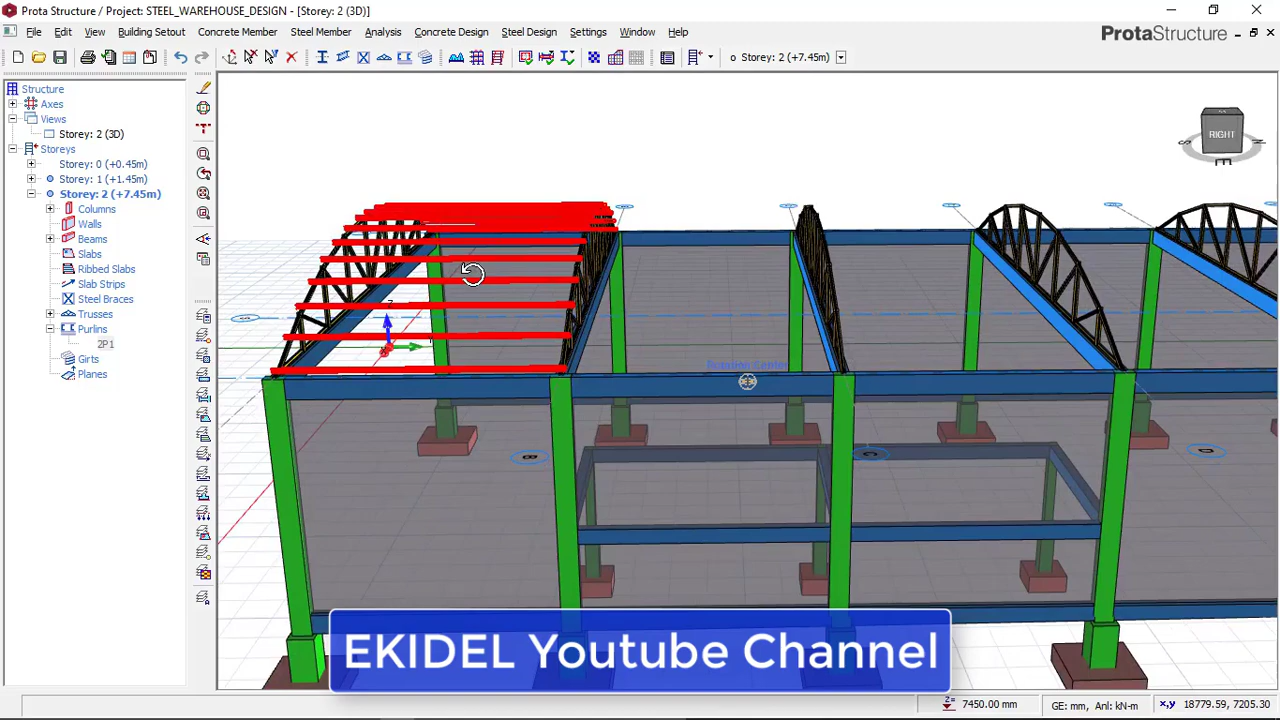 Prota Structure / Project: STEEL_WAREHOUSE_DESIGN - [Storey: 2 (3D)]
File Edit View Building Setout Concrete Member Steel Member Analysis Concrete Design Steel Design Settings Window Help
ProtaStructure
Storey: 2 (+7.45m)
Structure
Axes
Views
Storey: 2 (3D)
Storeys
Storey: 0 (+0.45m)
Storey: 1 (+1.45m)
Storey: 2 (+7.45m)
Columns
Walls
Beams
Slabs
Ribbed Slabs
Slab Strips
Steel Braces
Trusses
Purlins
2P1
Girts
Planes
RIGHT
Rotation Center
B
C
D
EKIDEL Youtube Channe
7450.00 mm
GE: mm, Anl: kN-m
x,y 18779.59, 7205.30